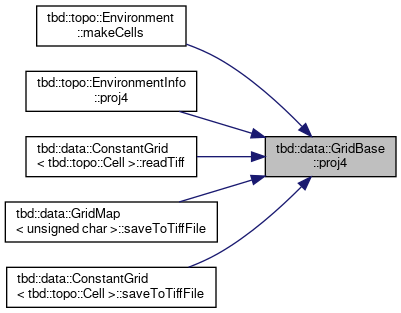 tbd::topo::Environment
::makeCells
tbd::topo::EnvironmentInfo
::proj4
tbd::data::ConstantGrid
< tbd::topo::Cell >::readTiff
tbd::data::GridBase
::proj4
tbd::data::GridMap
< unsigned char >::saveToTiffFile
tbd::data::ConstantGrid
< tbd::topo::Cell >::saveToTiffFile